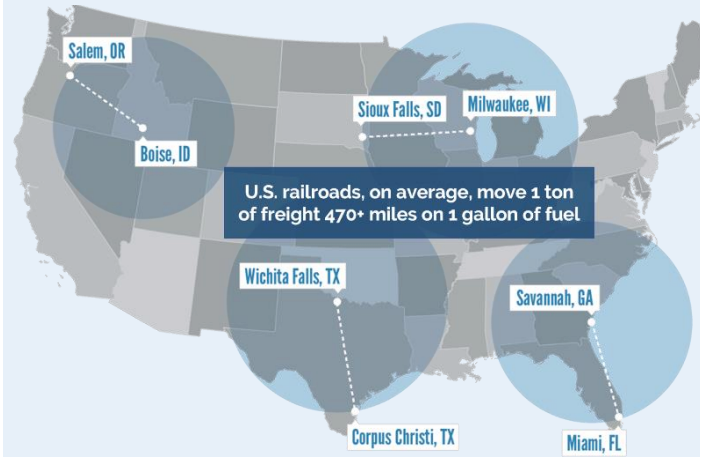 Salem, OR
Boise, ID
Sioux Falls, SD
Milwaukee, WI
U.S. railroads, on average, move 1 ton
of freight 470+ miles on 1 gallon of fuel
Wichita Falls, TX
Savannah, GA
Corpus Christi, TX
Miami, FL